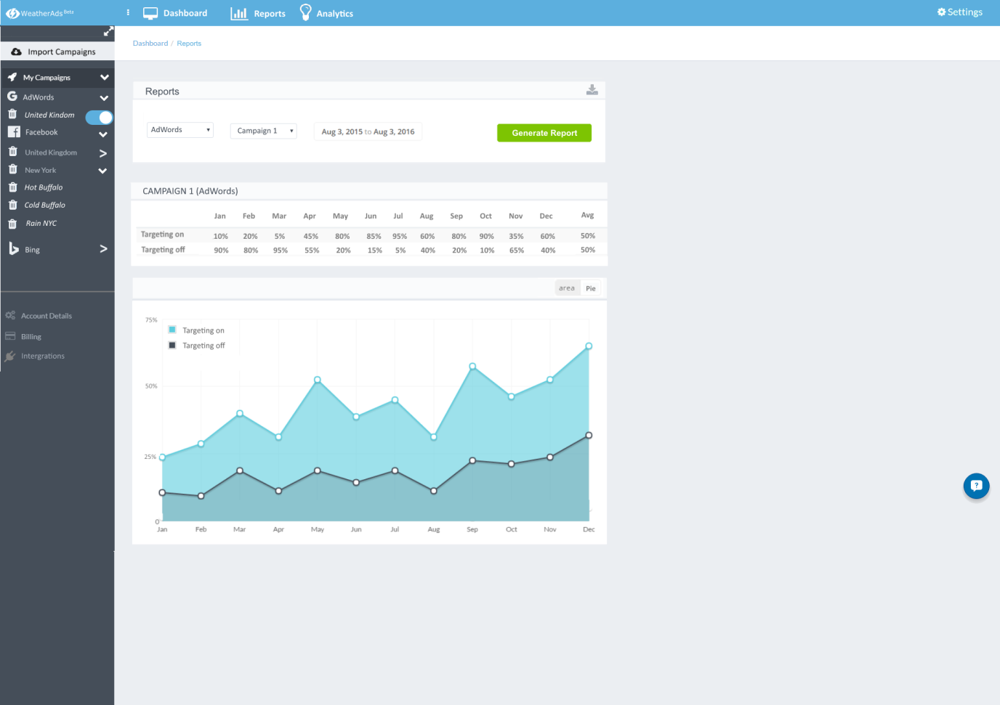 WeatherAds Beta
Dashboard Reports Analytics
Settings
Import Campaigns
My Campaigns
AdWords
United Kindom
Facebook
United Kingdom
New York
Hot Buffalo
Cold Buffalo
Rain NYC
Bing
Account Details
Billing
Intergrations
Dashboard / Reports
Reports
AdWords Campaign 1 Aug 3, 2015 to Aug 3, 2016 Generate Report
CAMPAIGN 1 (AdWords)
Jan Feb Mar Apr May Jun Jul Aug Sep Oct Nov Dec Avg
Targeting on 10% 20% 5% 45% 80% 85% 95% 60% 80% 90% 35% 60% 50%
Targeting off 90% 80% 95% 55% 20% 15% 5% 40% 20% 10% 65% 40% 50%
area Pie
75%
Targeting on
Targeting off
50%
25%
0
Jan Feb Mar Apr May Jun Jul Aug Sep Oct Nov Dec